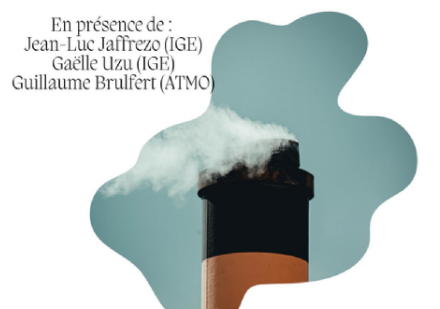 En présence de :
Jean-Luc Jaffrezo (IGE)
Gaëlle Uzu (IGE)
Guillaume Brulfert (ATMO)